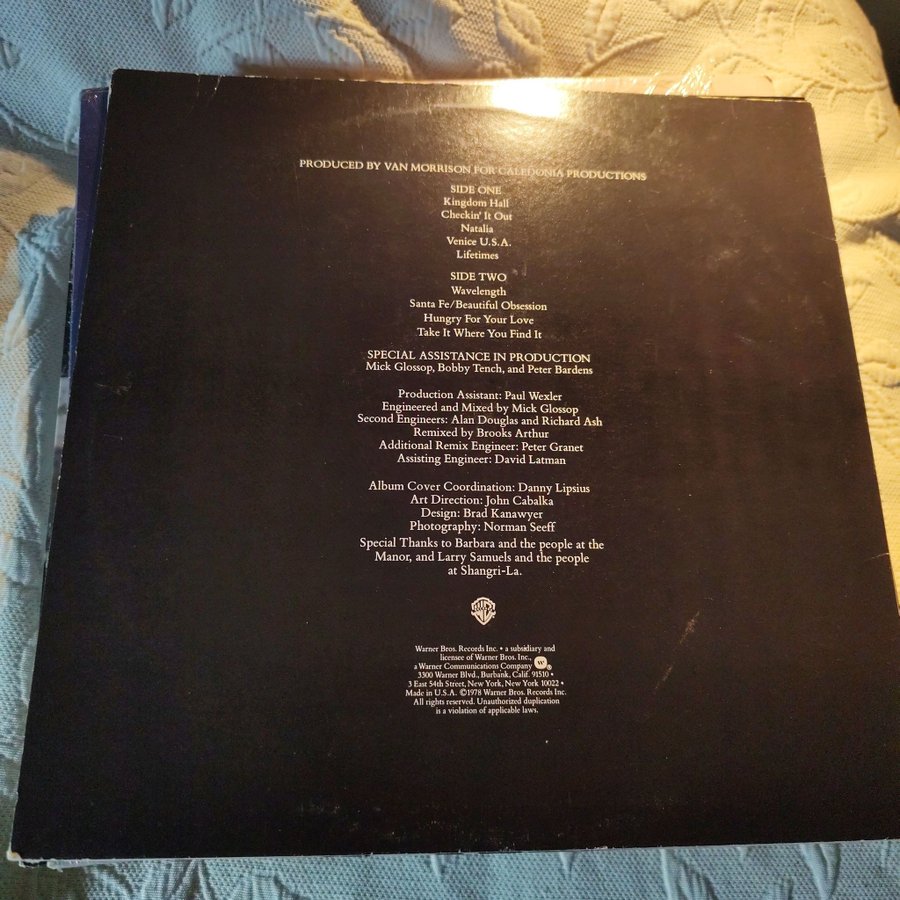 PRODUCED BY VAN MORRISON FOR CALEDONIA PRODUCTIONS
SIDE ONE
Kingdom Hall
Checkin' It Out
Natalia
Venice U.S.A.
Lifetimes
SIDE TWO
Wavelength
Santa Fe/Beautiful Obsession
Hungry For Your Love
Take It Where You Find It
SPECIAL ASSISTANCE IN PRODUCTION
Mick Glossop, Bobby Tench, and Peter Bardens
Production Assistant: Paul Wexler
Engineered and Mixed by Mick Glossop
Second Engineers: Alan Douglas and Richard Ash
Remixed by Brooks Arthur
Additional Remix Engineer: Peter Granet
Assisting Engineer: David Latman
Album Cover Coordination: Danny Lipsius
Art Direction: John Cabalka
Design: Brad Kanawyer
Photography: Norman Seeff
Special Thanks to Barbara and the people at the
Manor, and Larry Samuels and the people
at Shangri-La.
WB
Warner Bros. Records Inc. • a subsidiary and
licensee of Warner Bros. Inc.,
a Warner Communications Company w ®
3300 Warner Blvd., Burbank, Calif. 91510 •
3 East 54th Street, New York, New York 10022 •
Made in U.S.A. ©1978 Warner Bros. Records Inc.
All rights reserved. Unauthorized duplication
is a violation of applicable laws.